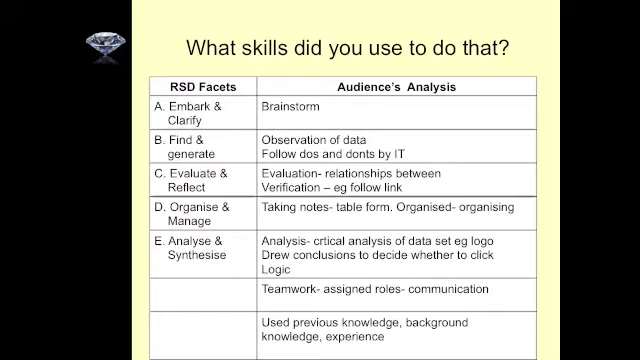 What skills did you use to do that?
RSD Facets
Audience's Analysis
A. Embark &
Clarify
Brainstorm
B. Find &
generate
Observation of data
Follow dos and donts by IT
C. Evaluate &
Reflect
Evaluation- relationships between
Verification – eg follow link
D. Organise &
Manage
Taking notes- table form. Organised- organising
E. Analyse &
Synthesise
Analysis- crtical analysis of data set eg logo
Drew conclusions to decide whether to click
Logic
Teamwork- assigned roles- communication
Used previous knowledge, background
knowledge, experience